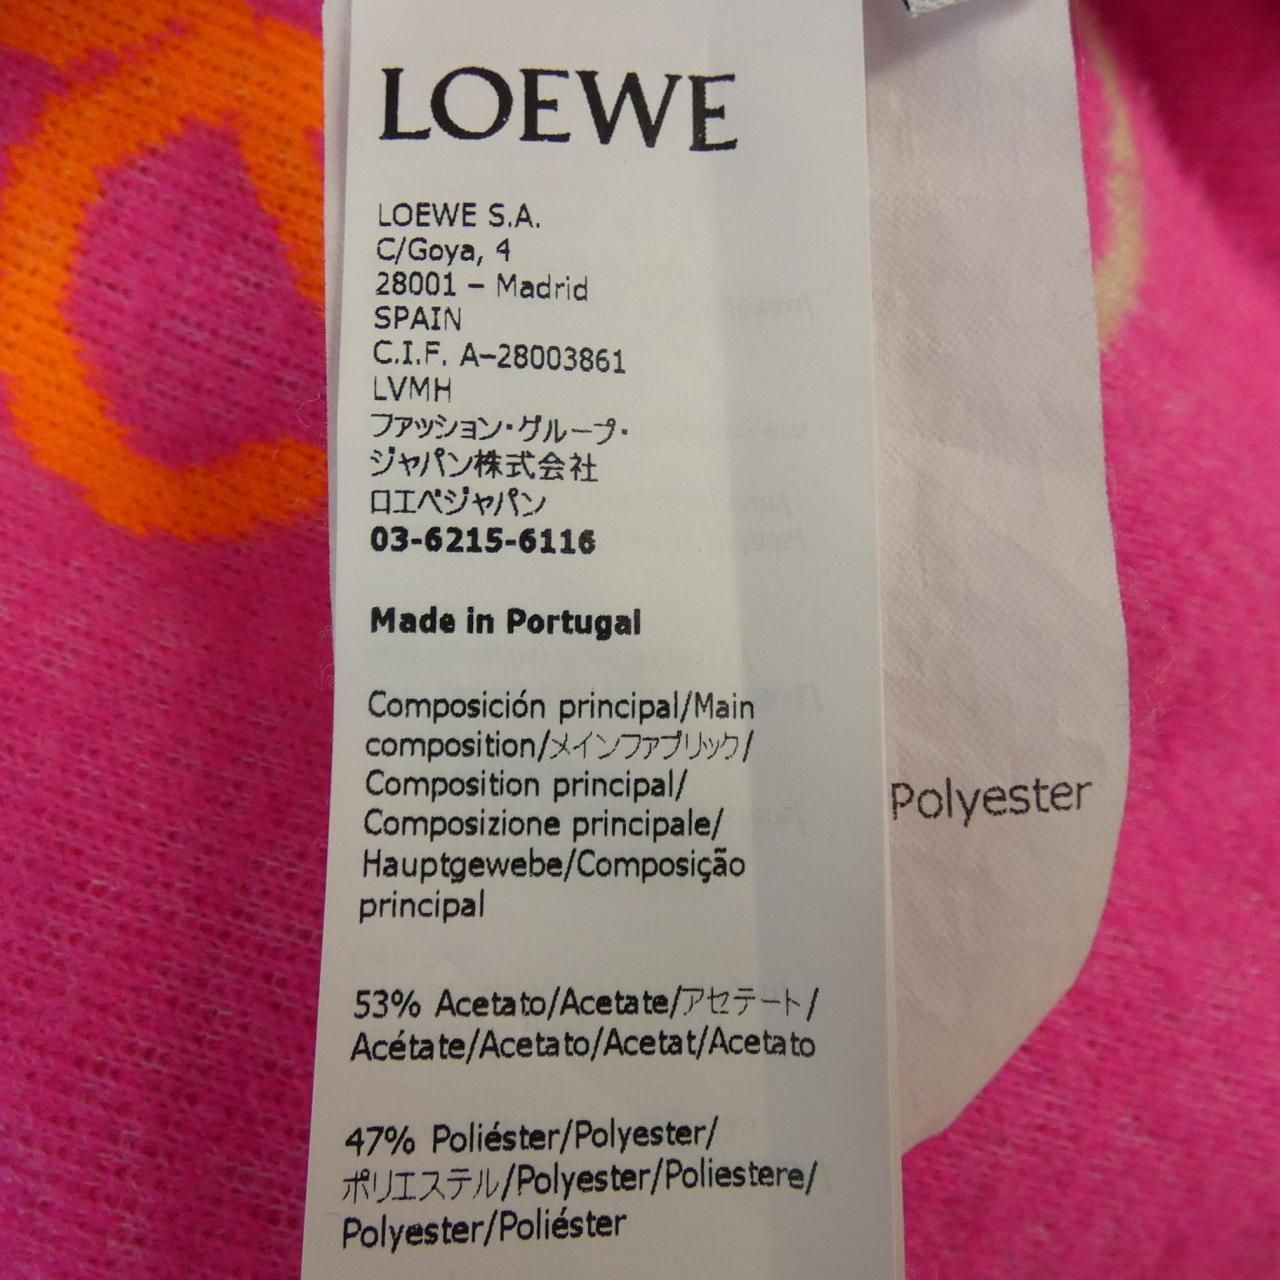 LOEWE
LOEWE S.A.
C/Goya, 4
28001 – Madrid
SPAIN
C.I.F. A–28003861
LVMH
ファッション・グループ・
ジャパン株式会社
ロエベジャパン
03-6215-6116
Made in Portugal
Composición principal/Main
composition/メインファブリック/
Composition principal/
Composizione principale/
Hauptgewebe/Composição
principal
53% Acetato/Acetate/アセテート/
Acétate/Acetato/Acetat/Acetato
47% Poliéster/Polyester/
ポリエステル/Polyester/Poliestere/
Polyester/Poliéster
Polyester